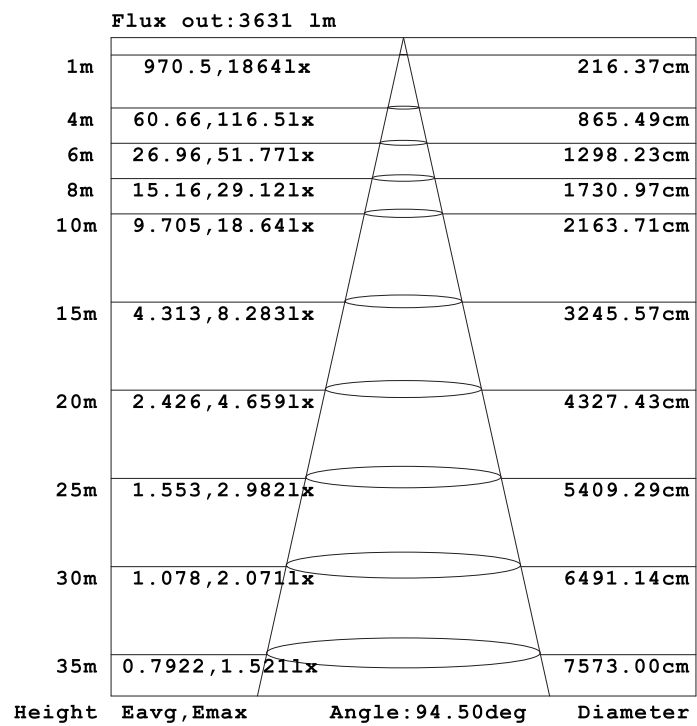 Flux out:3631 lm
1m 970.5,1864lx 216.37cm
4m 60.66,116.5lx 865.49cm
6m 26.96,51.77lx 1298.23cm
8m 15.16,29.12lx 1730.97cm
10m 9.705,18.64lx 2163.71cm
15m 4.313,8.283lx 3245.57cm
20m 2.426,4.659lx 4327.43cm
25m 1.553,2.982lx 5409.29cm
30m 1.078,2.071lx 6491.14cm
35m 0.7922,1.521lx 7573.00cm
Height Eavg,Emax Angle:94.50deg Diameter